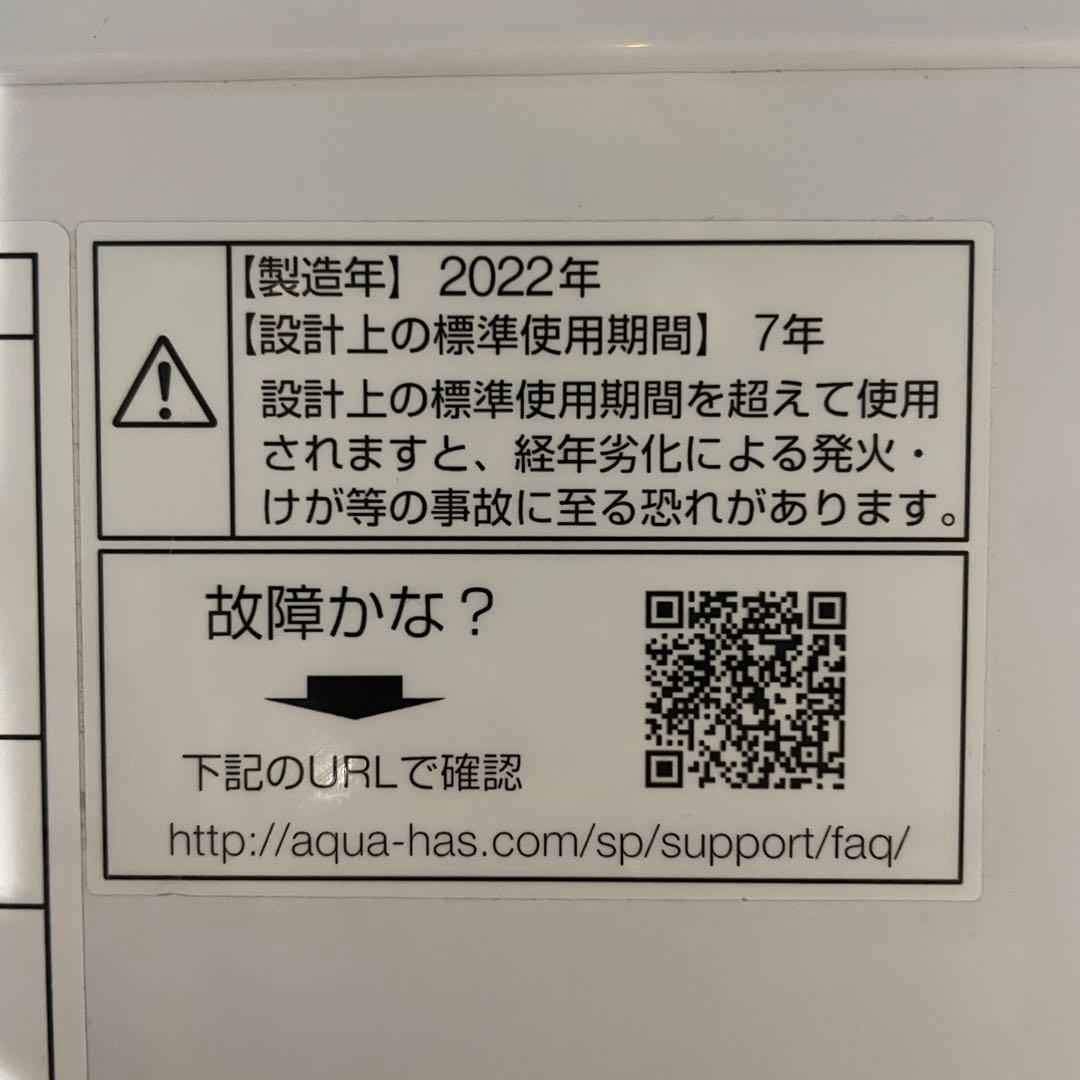 【製造年】 2022年
【設計上の標準使用期間】 7年
設計上の標準使用期間を超えて使用
されますと、経年劣化による発火・
けが等の事故に至る恐れがあります。
故障かな？
下記のURLで確認
http://aqua-has.com/sp/support/faq/